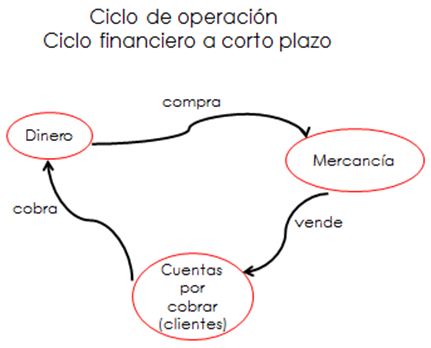 Ciclo de operación
Ciclo financiero a corto plazo
compra
Dinero
Mercancía
cobra
vende
Cuentas
por
cobrar
(clientes)